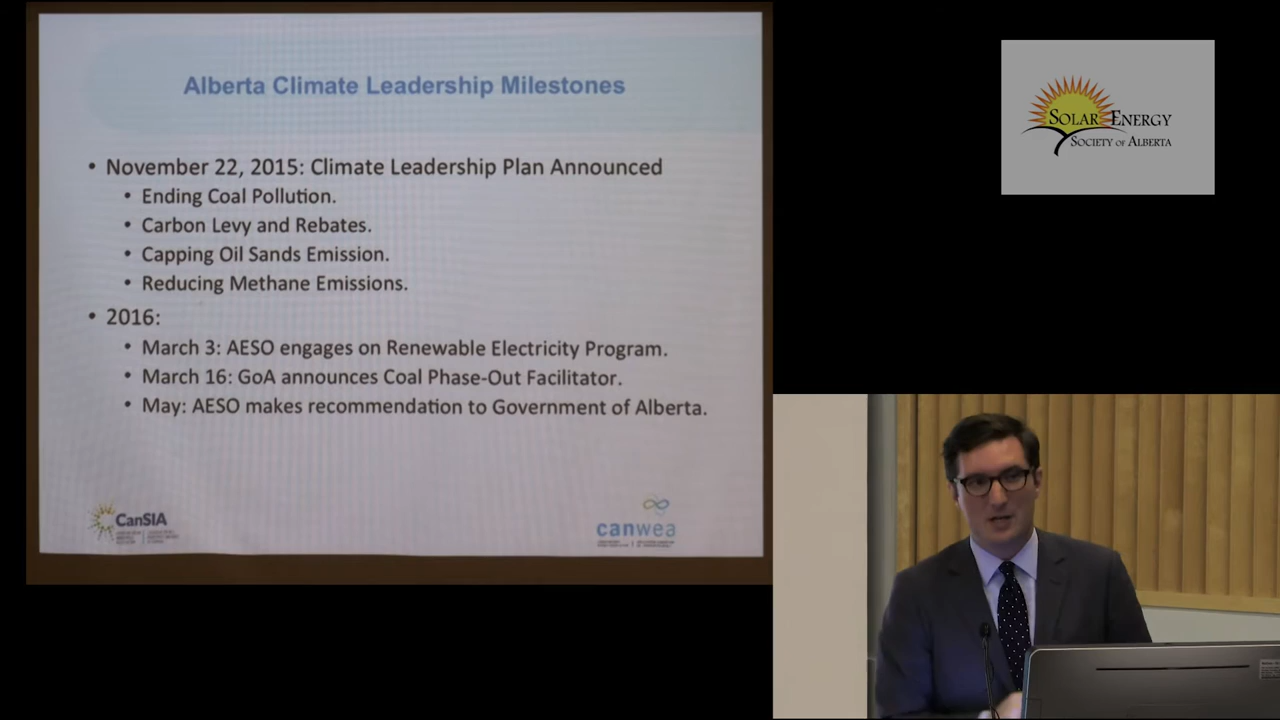 Alberta Climate Leadership Milestones
• November 22, 2015: Climate Leadership Plan Announced
• Ending Coal Pollution.
• Carbon Levy and Rebates.
• Capping Oil Sands Emission.
• Reducing Methane Emissions.
• 2016:
• March 3: AESO engages on Renewable Electricity Program.
• March 16: GoA announces Coal Phase-Out Facilitator.
• May: AESO makes recommendation to Government of Alberta.
CanSIA
canwea
SOLAR ENERGY
SOCIETY OF ALBERTA